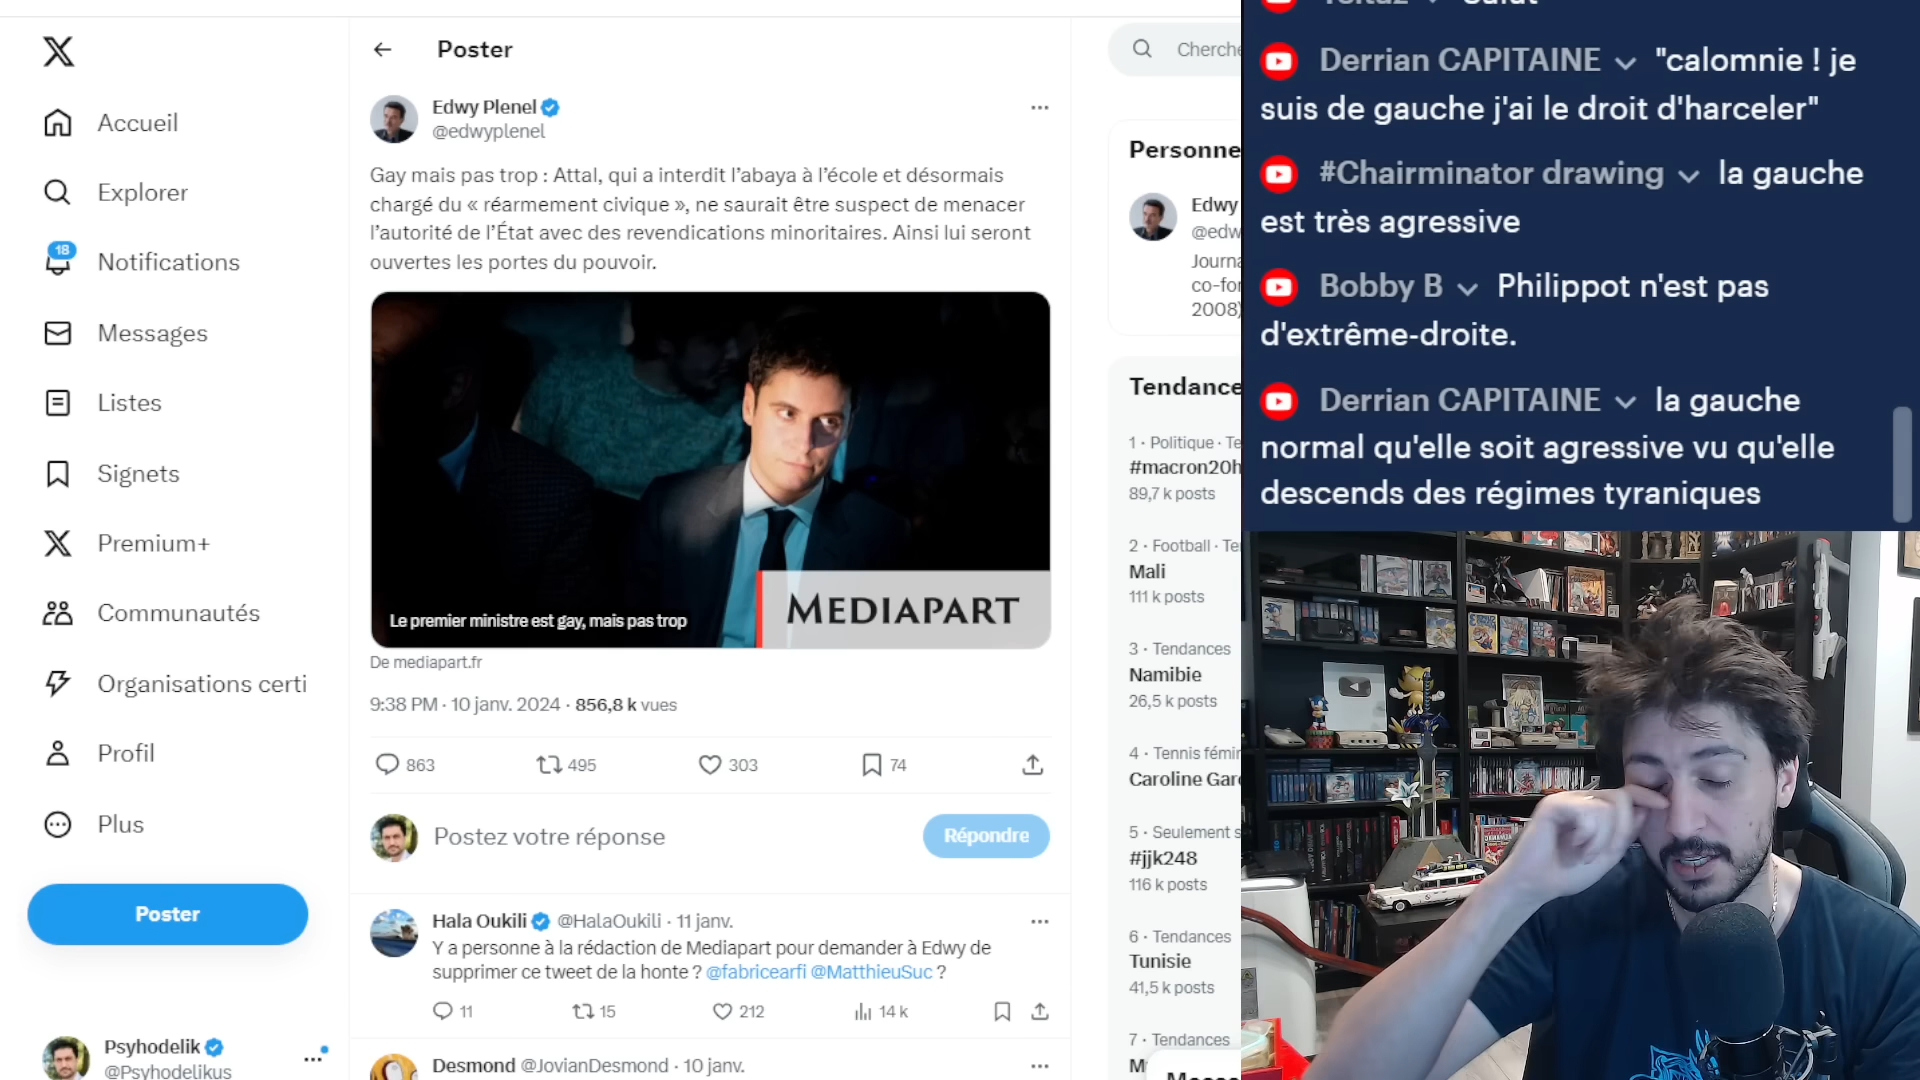 Accueil
Explorer
18
Notifications
Messages
Listes
Signets
Premium+
Communautés
Organisations certi
Profil
Plus
Poster
Psyhodelik
@Psyhodelikus
Poster
Edwy Plenel
@edwyplenel
Gay mais pas trop : Attal, qui a interdit l’abaya à l’école et désormais
chargé du « réarmement civique », ne saurait être suspect de menacer
l’autorité de l’État avec des revendications minoritaires. Ainsi lui seront
ouvertes les portes du pouvoir.
MEDIAPART
Le premier ministre est gay, mais pas trop
De mediapart.fr
9:38 PM · 10 janv. 2024 · 856,8 k vues
863 495 303 74
Postez votre réponse
Répondre
Hala Oukili @HalaOukili · 11 janv.
Y a personne à la rédaction de Mediapart pour demander à Edwy de
supprimer ce tweet de la honte ? @fabricearfi @MatthieuSuc ?
11 15 212 14 k
Desmond @JovianDesmond · 10 janv.
Cherche
Personne
Edwy
@edw
Journa
co-fon
2008)
Tendance
1 · Politique · Te
#macron20h
89,7 k posts
2 · Football · Te
Mali
111 k posts
3 · Tendances
Namibie
26,5 k posts
4 · Tennis fémin
Caroline Garc
5 · Seulement s
#jjk248
116 k posts
6 · Tendances
Tunisie
41,5 k posts
7 · Tendances
Derrian CAPITAINE "calomnie ! je
suis de gauche j'ai le droit d'harceler"
#Chairminator drawing la gauche
est très agressive
Bobby B Philippot n'est pas
d'extrême-droite.
Derrian CAPITAINE la gauche
normal qu'elle soit agressive vu qu'elle
descends des régimes tyraniques